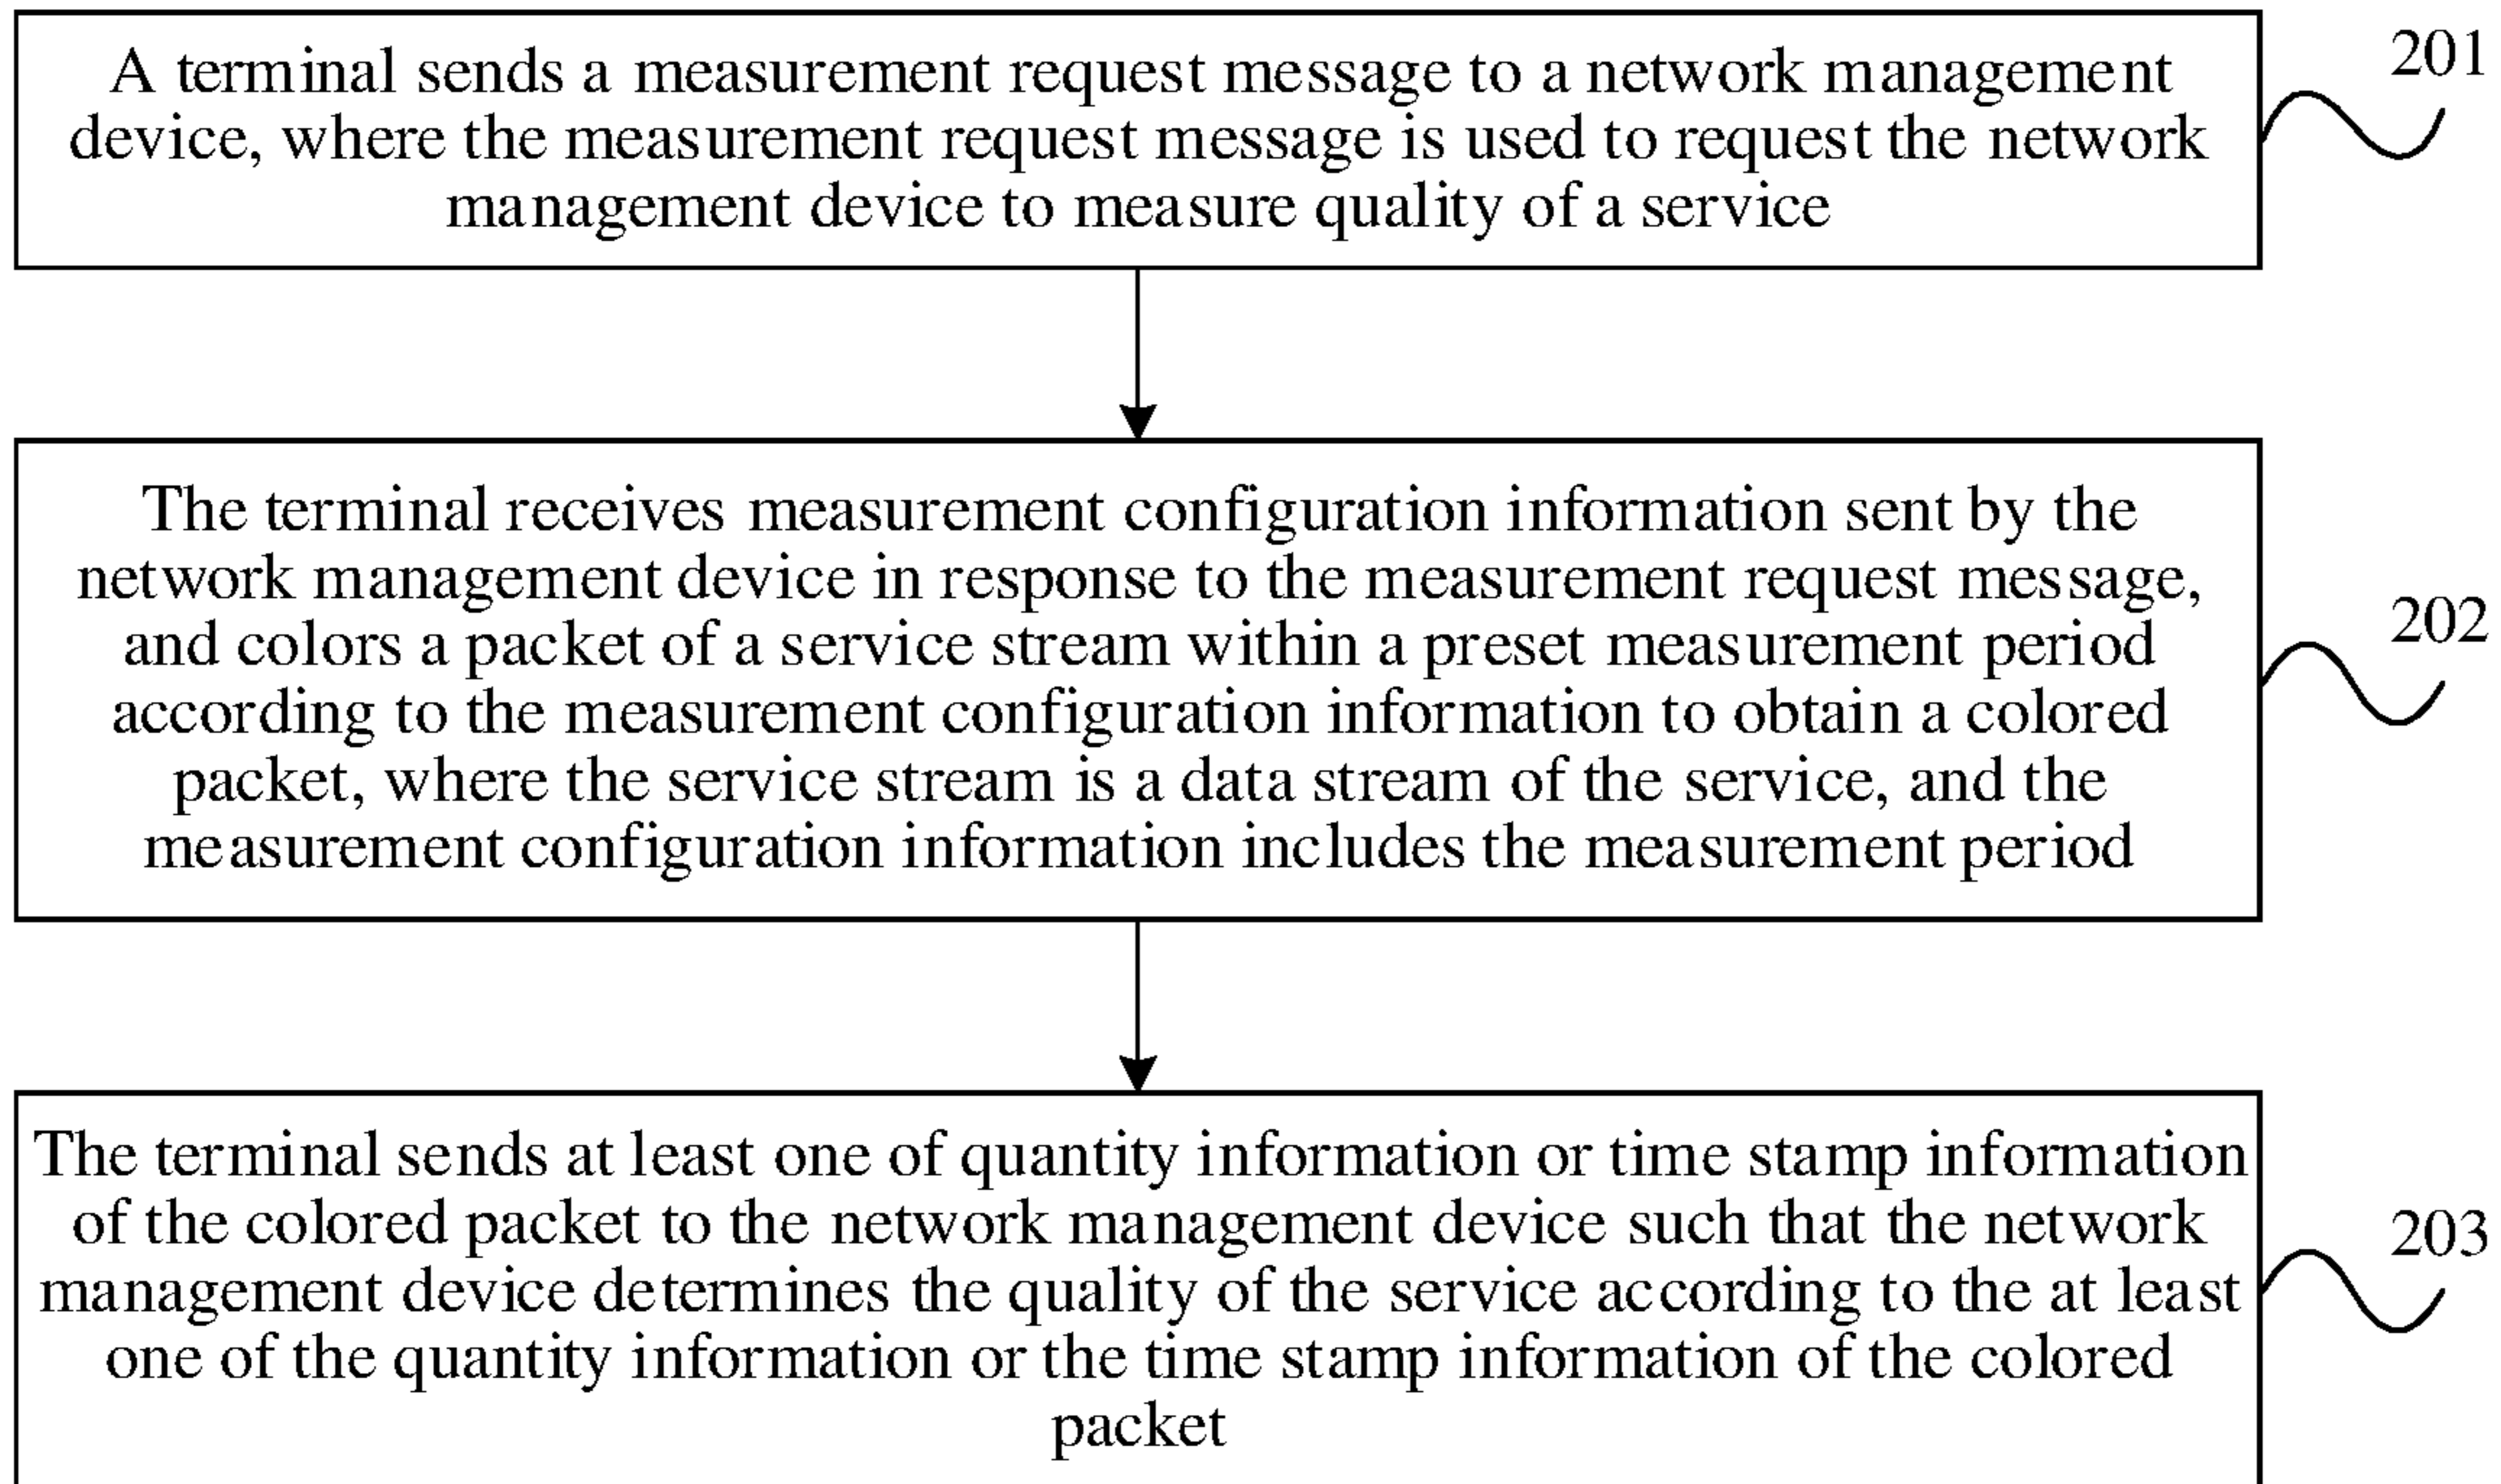 A terminal sends a measurement request message to a network management
device, where the measurement request message is used to request the network
management device to measure quality of a service
201
The terminal receives measurement configuration information sent by the
network management device in response to the measurement request message,
and colors a packet of a service stream within a preset measurement period
according to the measurement configuration information to obtain a colored
packet, where the service stream is a data stream of the service, and the
measurement configuration information includes the measurement period
202
The terminal sends at least one of quantity information or time stamp information
of the colored packet to the network management device such that the network
management device determines the quality of the service according to the at least
one of the quantity information or the time stamp information of the colored
packet
203